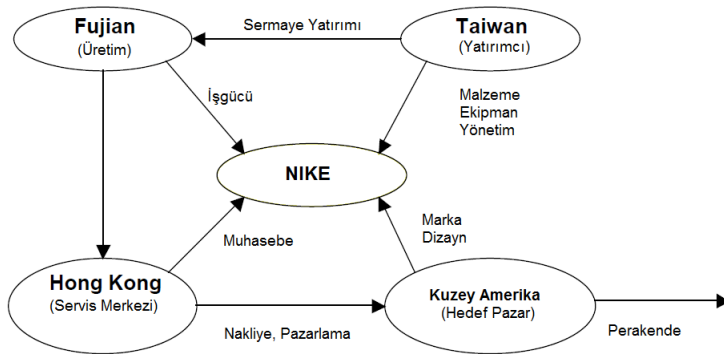 Fujian
(Üretim)
Sermaye Yatırımı
Taiwan
(Yatırımcı)
İşgücü
Malzeme
Ekipman
Yönetim
NIKE
Muhasebe
Marka
Dizayn
Hong Kong
(Servis Merkezi)
Kuzey Amerika
(Hedef Pazar)
Nakliye, Pazarlama
Perakende